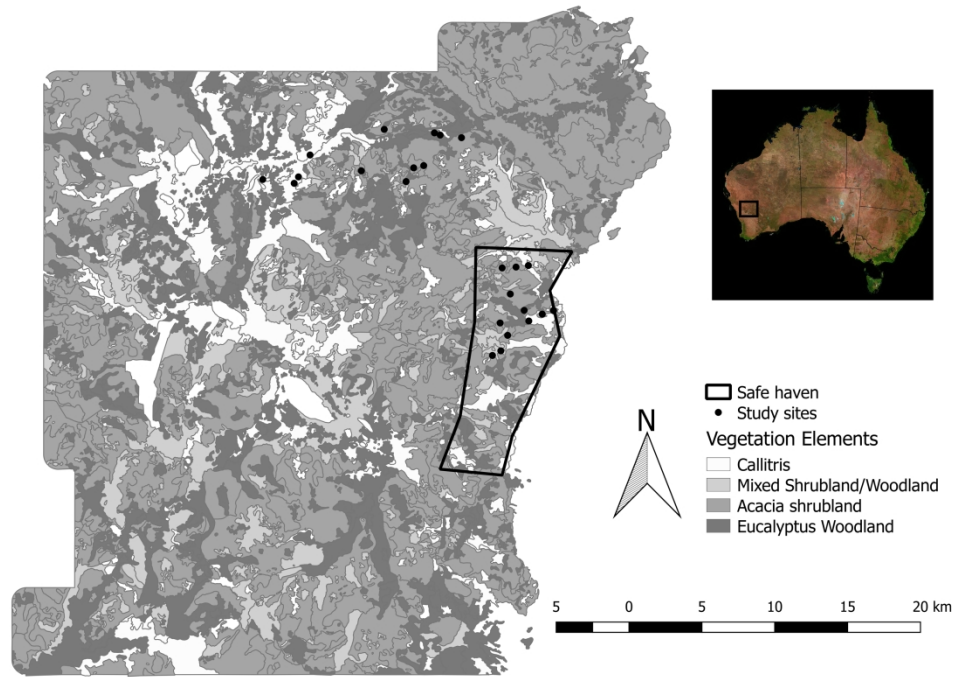 Safe haven
Study sites
Vegetation Elements
Callitris
Mixed Shrubland/Woodland
Acacia shrubland
Eucalyptus Woodland
N
5 0 5 10 15 20 km